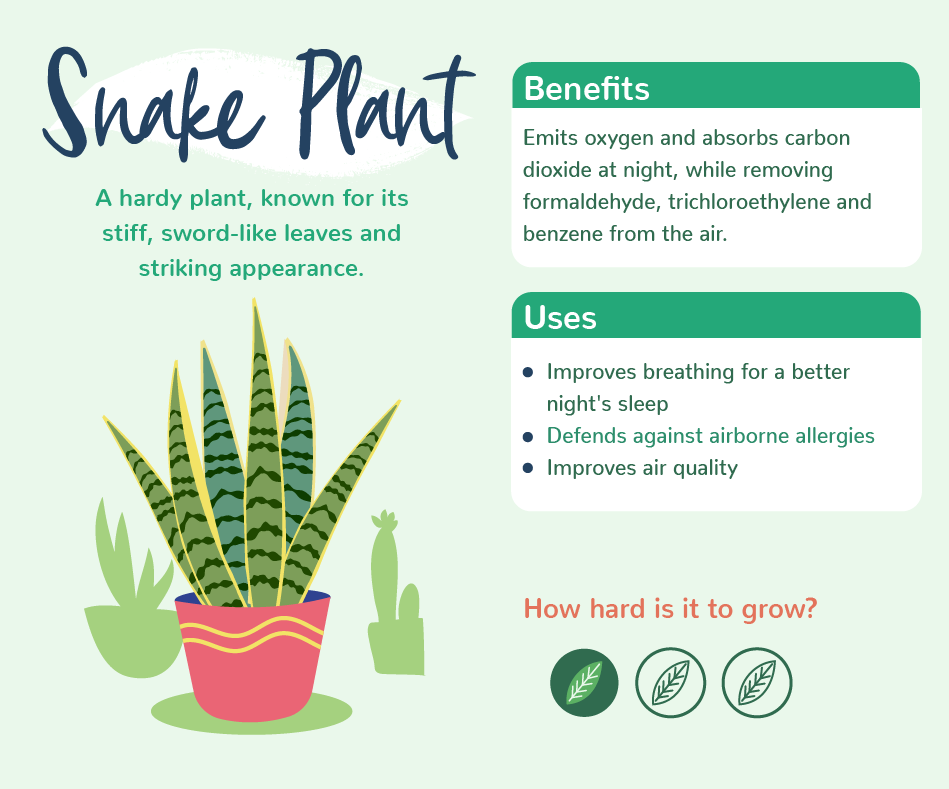 Snake Plant
A hardy plant, known for its
stiff, sword-like leaves and
striking appearance.
Benefits
Emits oxygen and absorbs carbon
dioxide at night, while removing
formaldehyde, trichloroethylene and
benzene from the air.
Uses
Improves breathing for a better
night's sleep
Defends against airborne allergies
Improves air quality
How hard is it to grow?